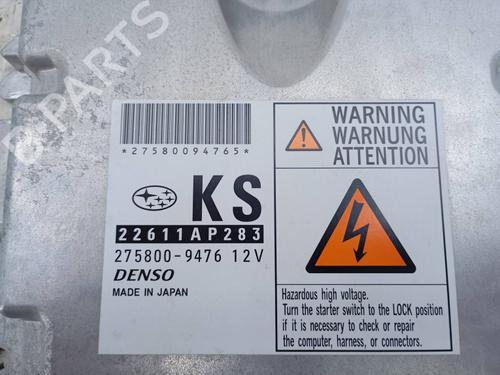 B-PARTS
*27580094765*
KS
22611AP283
275800-9476 12V
DENSO
MADE IN JAPAN
WARNING
WARNUNG
ATTENTION
Hazardous high voltage.
Turn the starter switch to the LOCK position
if it is necessary to check or repair
the computer, harness, or connectors.